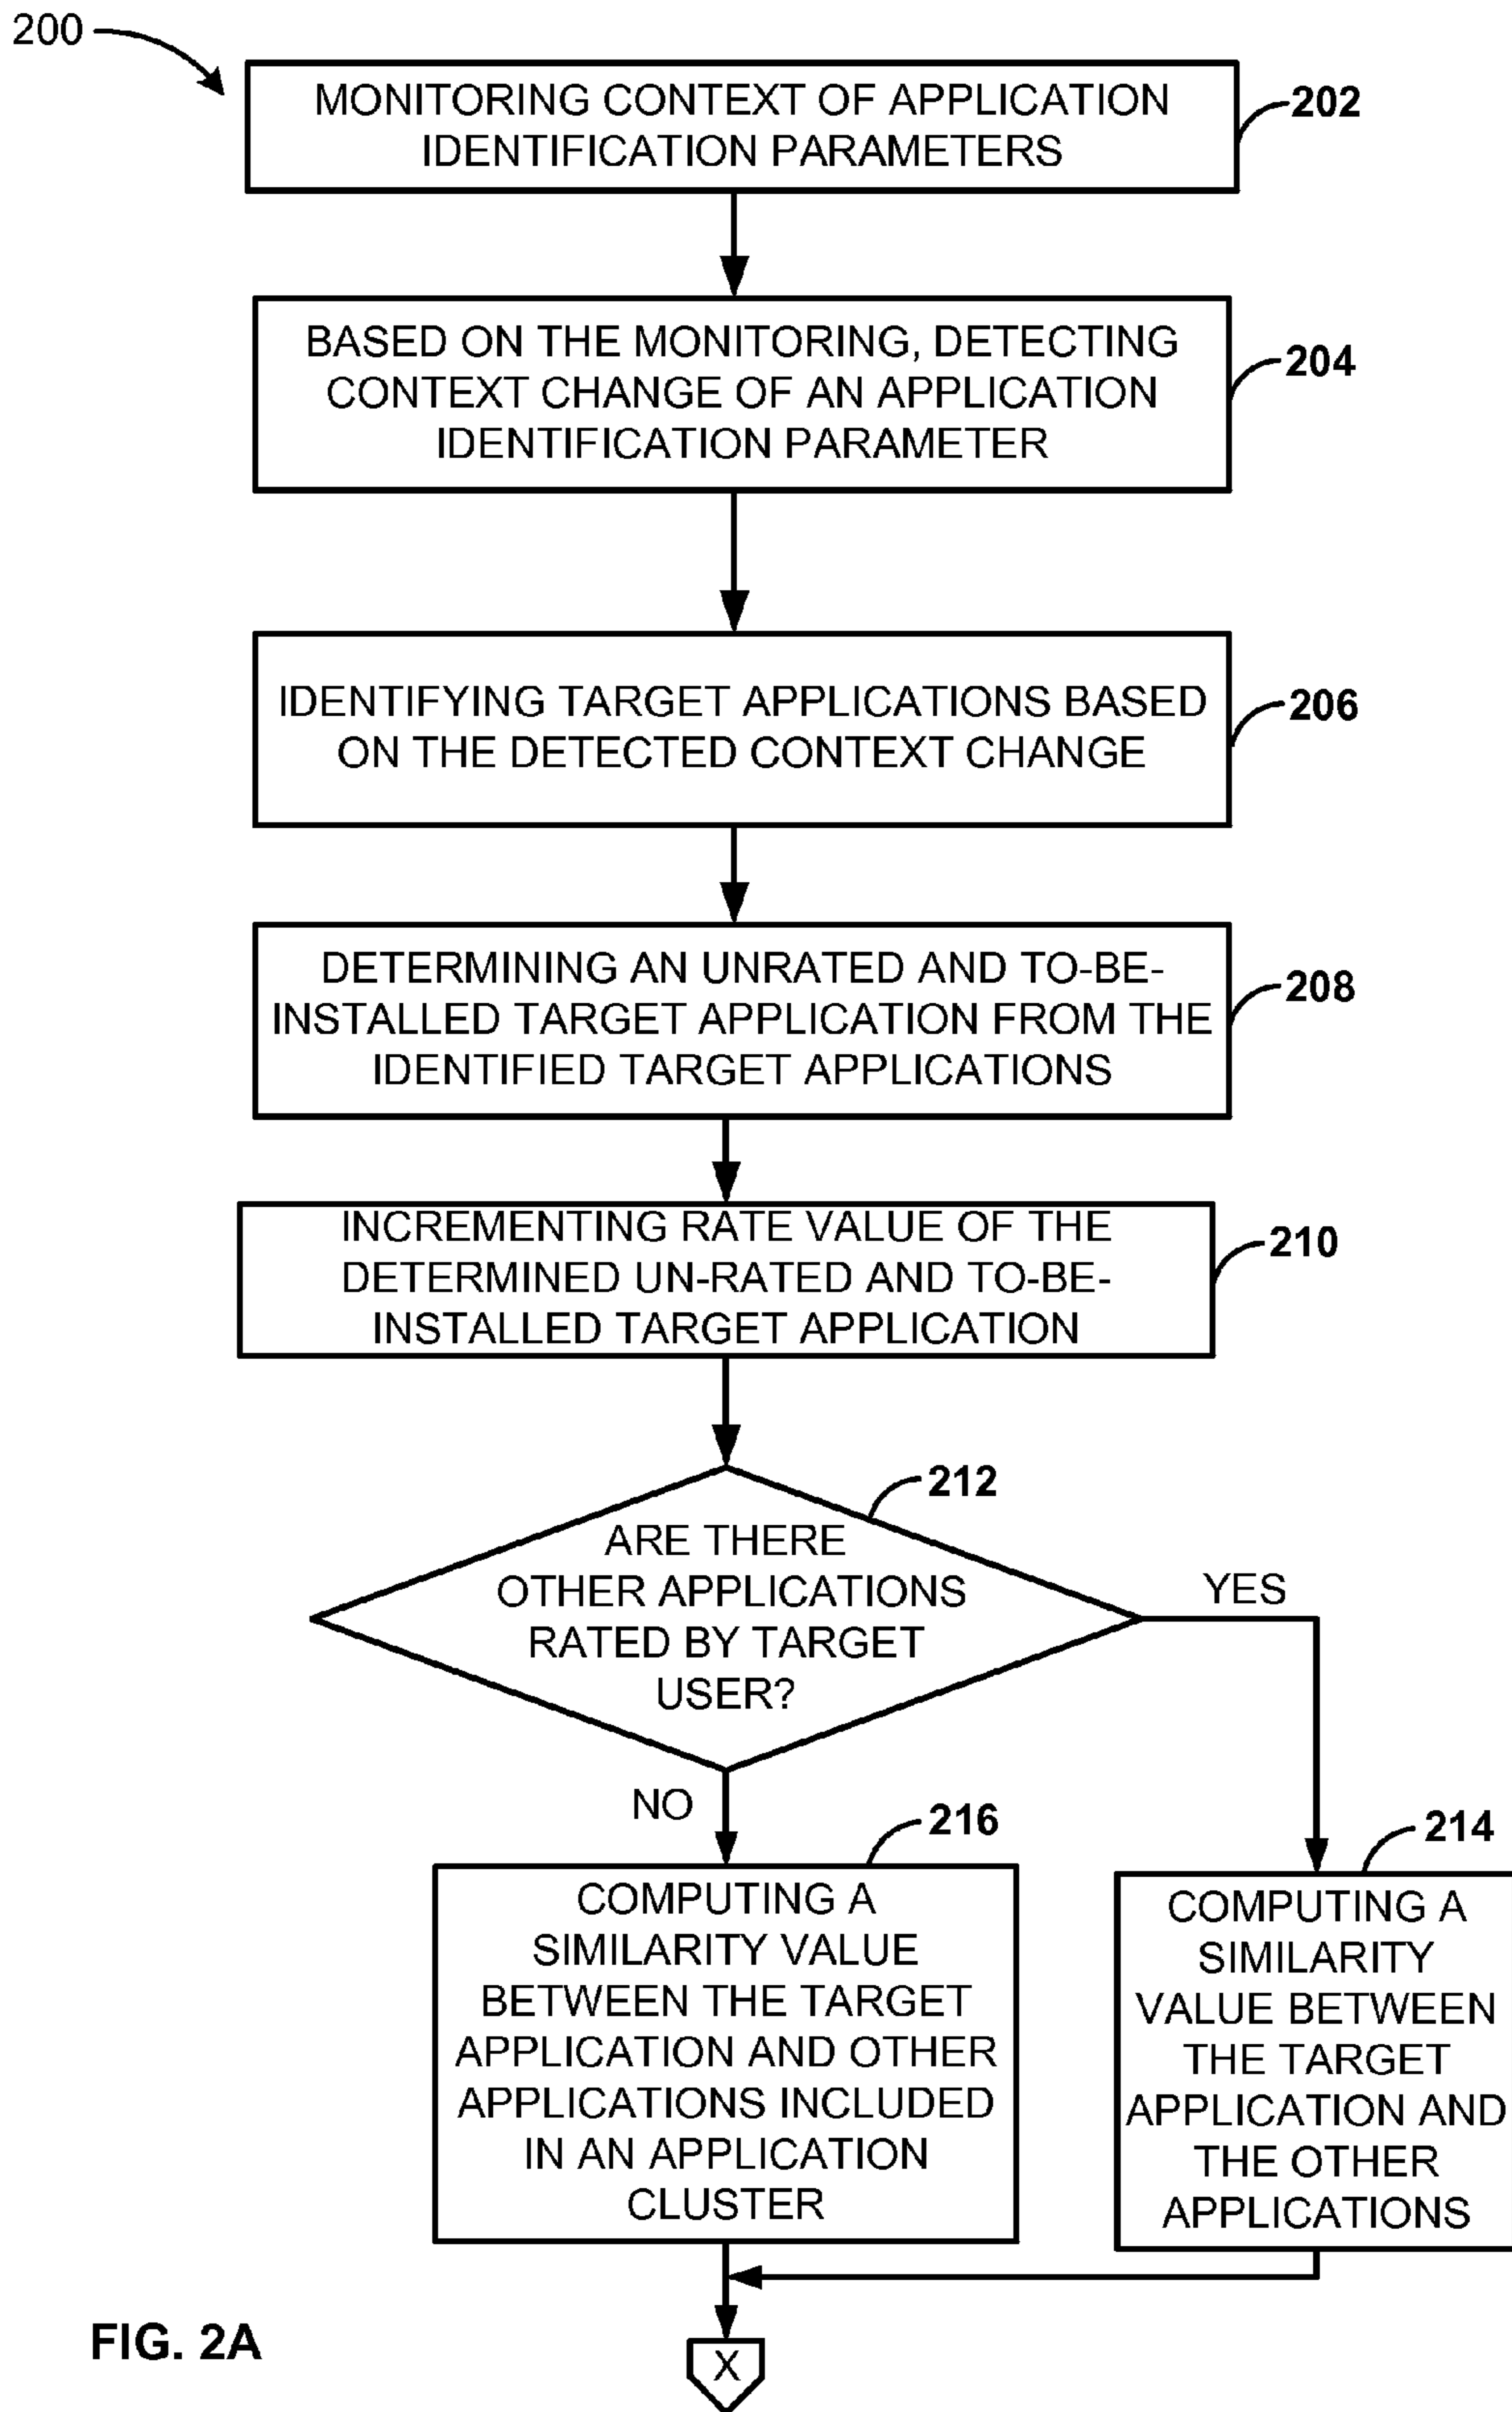 200
MONITORING CONTEXT OF APPLICATION
IDENTIFICATION PARAMETERS
202
BASED ON THE MONITORING, DETECTING
CONTEXT CHANGE OF AN APPLICATION
IDENTIFICATION PARAMETER
204
IDENTIFYING TARGET APPLICATIONS BASED
ON THE DETECTED CONTEXT CHANGE
206
DETERMINING AN UNRATED AND TO-BE-
INSTALLED TARGET APPLICATION FROM THE
IDENTIFIED TARGET APPLICATIONS
208
INCREMENTING RATE VALUE OF THE
DETERMINED UN-RATED AND TO-BE-
INSTALLED TARGET APPLICATION
210
212
ARE THERE
OTHER APPLICATIONS
RATED BY TARGET
USER?
YES
NO
216
COMPUTING A
SIMILARITY VALUE
BETWEEN THE TARGET
APPLICATION AND OTHER
APPLICATIONS INCLUDED
IN AN APPLICATION
CLUSTER
214
COMPUTING A
SIMILARITY
VALUE BETWEEN
THE TARGET
APPLICATION AND
THE OTHER
APPLICATIONS
FIG. 2A
X